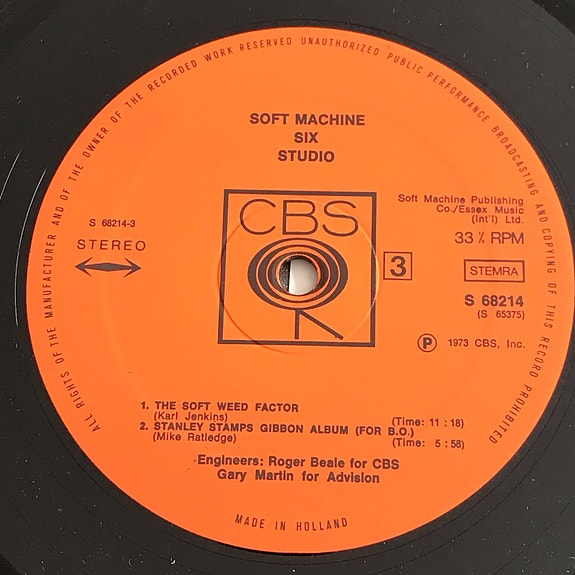 ALL RIGHTS OF THE MANUFACTURER AND OF THE OWNER OF THE RECORDED WORK RESERVED UNAUTHORIZED PUBLIC PERFORMANCE BROADCASTING AND COPYING OF THIS RECORD PROHIBITED
SOFT MACHINE
SIX
STUDIO
CBS
S 68214-3
STEREO
Soft Machine Publishing
Co./Essex Music
(Int'l) Ltd.
33 ⅓ RPM
3
STEMRA
S 68214
(S 65375)
Ⓟ 1973 CBS, Inc.
1. THE SOFT WEED FACTOR
(Karl Jenkins) (Time: 11 : 18)
2. STANLEY STAMPS GIBBON ALBUM (FOR B.O.)
(Mike Ratledge) (Time: 5 : 58)
Engineers: Roger Beale for CBS
Gary Martin for Advision
MADE IN HOLLAND